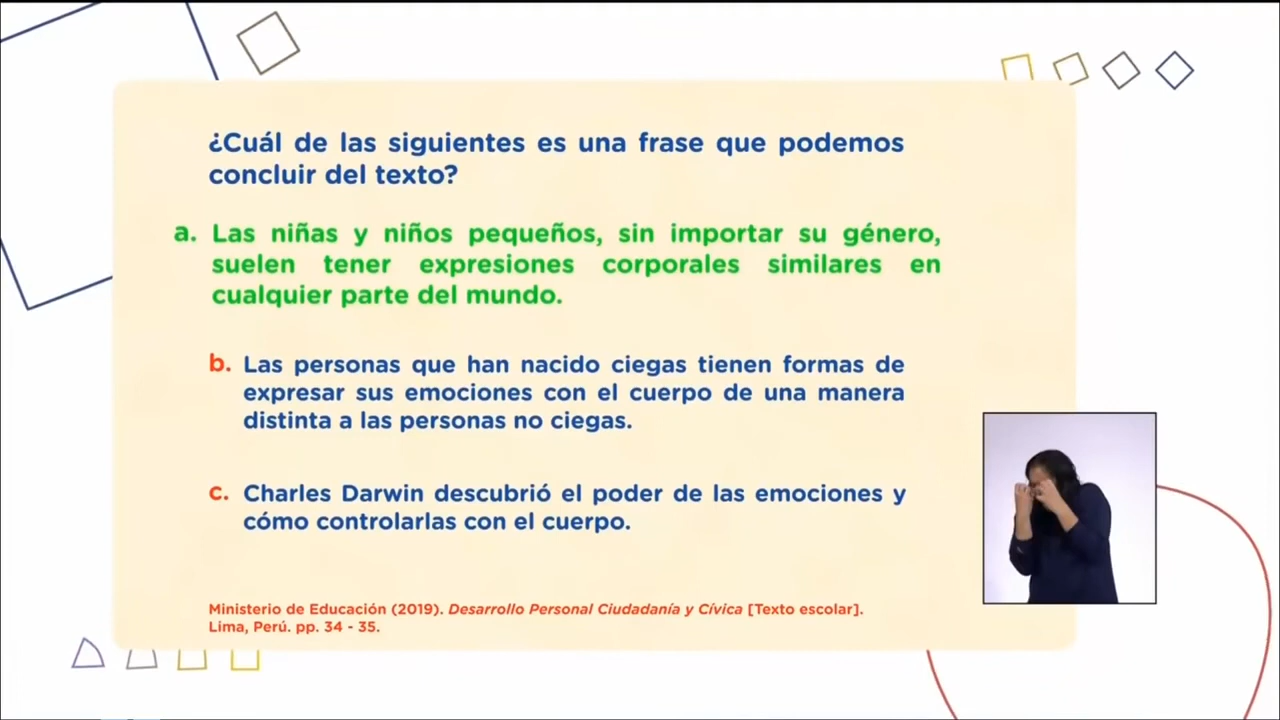 ¿Cuál de las siguientes es una frase que podemos
concluir del texto?
a. Las niñas y niños pequeños, sin importar su género,
suelen tener expresiones corporales similares en
cualquier parte del mundo.
b. Las personas que han nacido ciegas tienen formas de
expresar sus emociones con el cuerpo de una manera
distinta a las personas no ciegas.
c. Charles Darwin descubrió el poder de las emociones y
cómo controlarlas con el cuerpo.
Ministerio de Educación (2019). Desarrollo Personal Ciudadanía y Cívica [Texto escolar].
Lima, Perú. pp. 34 - 35.